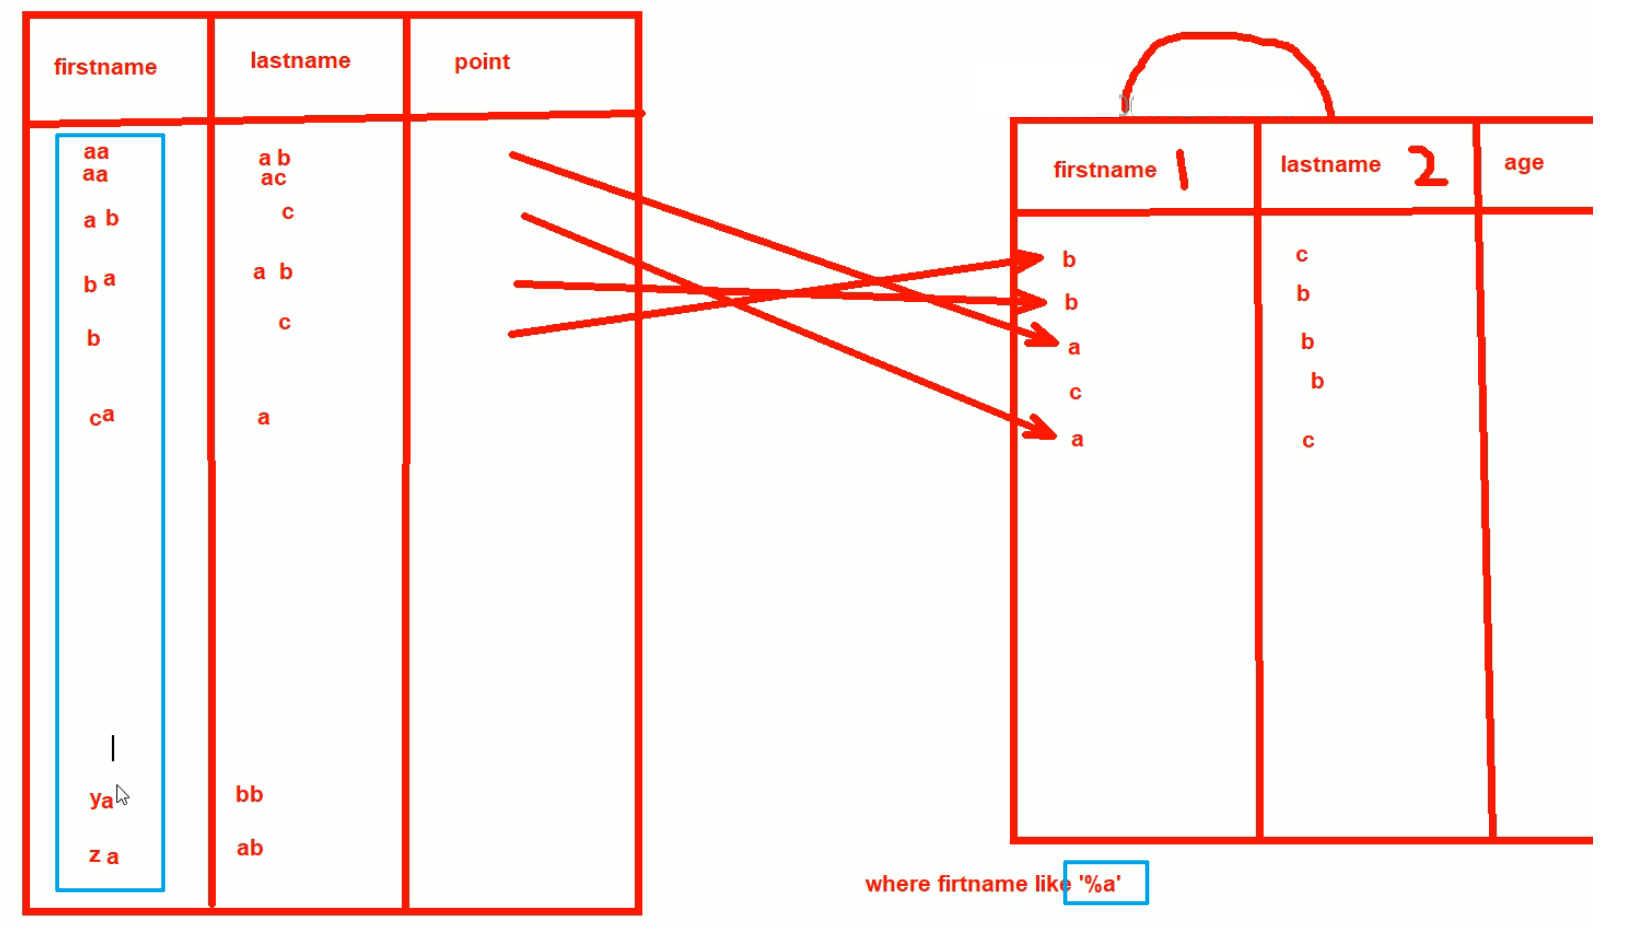 firstname lastname point
aa a b
aa ac
a b c
b a a b
b c
ca a
ya bb
z a ab
firstname 1 lastname 2 age
b c
b b
a b
c b
a c
where firtname like '%a'